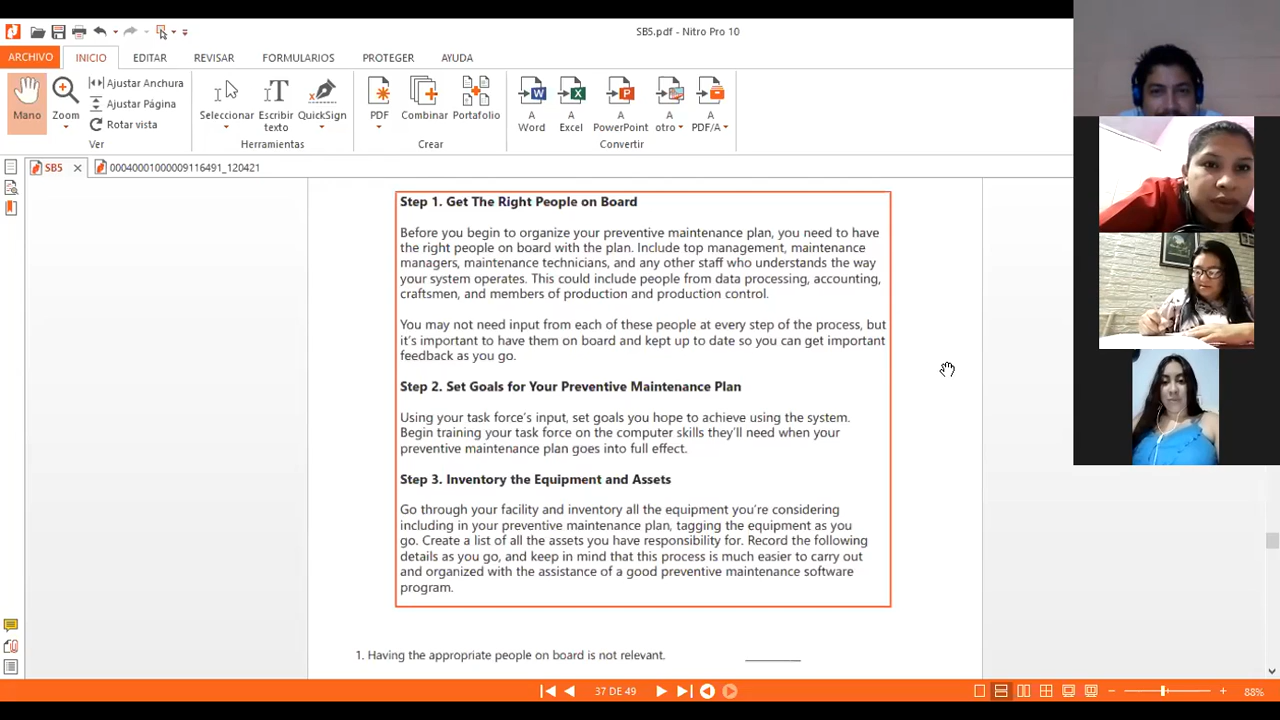 SB5.pdf - Nitro Pro 10
ARCHIVO INICIO EDITAR REVISAR FORMULARIOS PROTEGER AYUDA
Mano
Zoom
Ajustar Anchura
Ajustar Página
Rotar vista
Ver
Seleccionar
Escribir
texto
QuickSign
Herramientas
PDF
Combinar
Portafolio
Crear
A
Word
A
Excel
A
PowerPoint
A
otro
A
PDF/A
Convertir
SB5
00040001000009116491_120421
Step 1. Get The Right People on Board
Before you begin to organize your preventive maintenance plan, you need to have
the right people on board with the plan. Include top management, maintenance
managers, maintenance technicians, and any other staff who understands the way
your system operates. This could include people from data processing, accounting,
craftsmen, and members of production and production control.
You may not need input from each of these people at every step of the process, but
it's important to have them on board and kept up to date so you can get important
feedback as you go.
Step 2. Set Goals for Your Preventive Maintenance Plan
Using your task force's input, set goals you hope to achieve using the system.
Begin training your task force on the computer skills they'll need when your
preventive maintenance plan goes into full effect.
Step 3. Inventory the Equipment and Assets
Go through your facility and inventory all the equipment you're considering
including in your preventive maintenance plan, tagging the equipment as you
go. Create a list of all the assets you have responsibility for. Record the following
details as you go, and keep in mind that this process is much easier to carry out
and organized with the assistance of a good preventive maintenance software
program.
1. Having the appropriate people on board is not relevant. ________
37 DE 49
88%